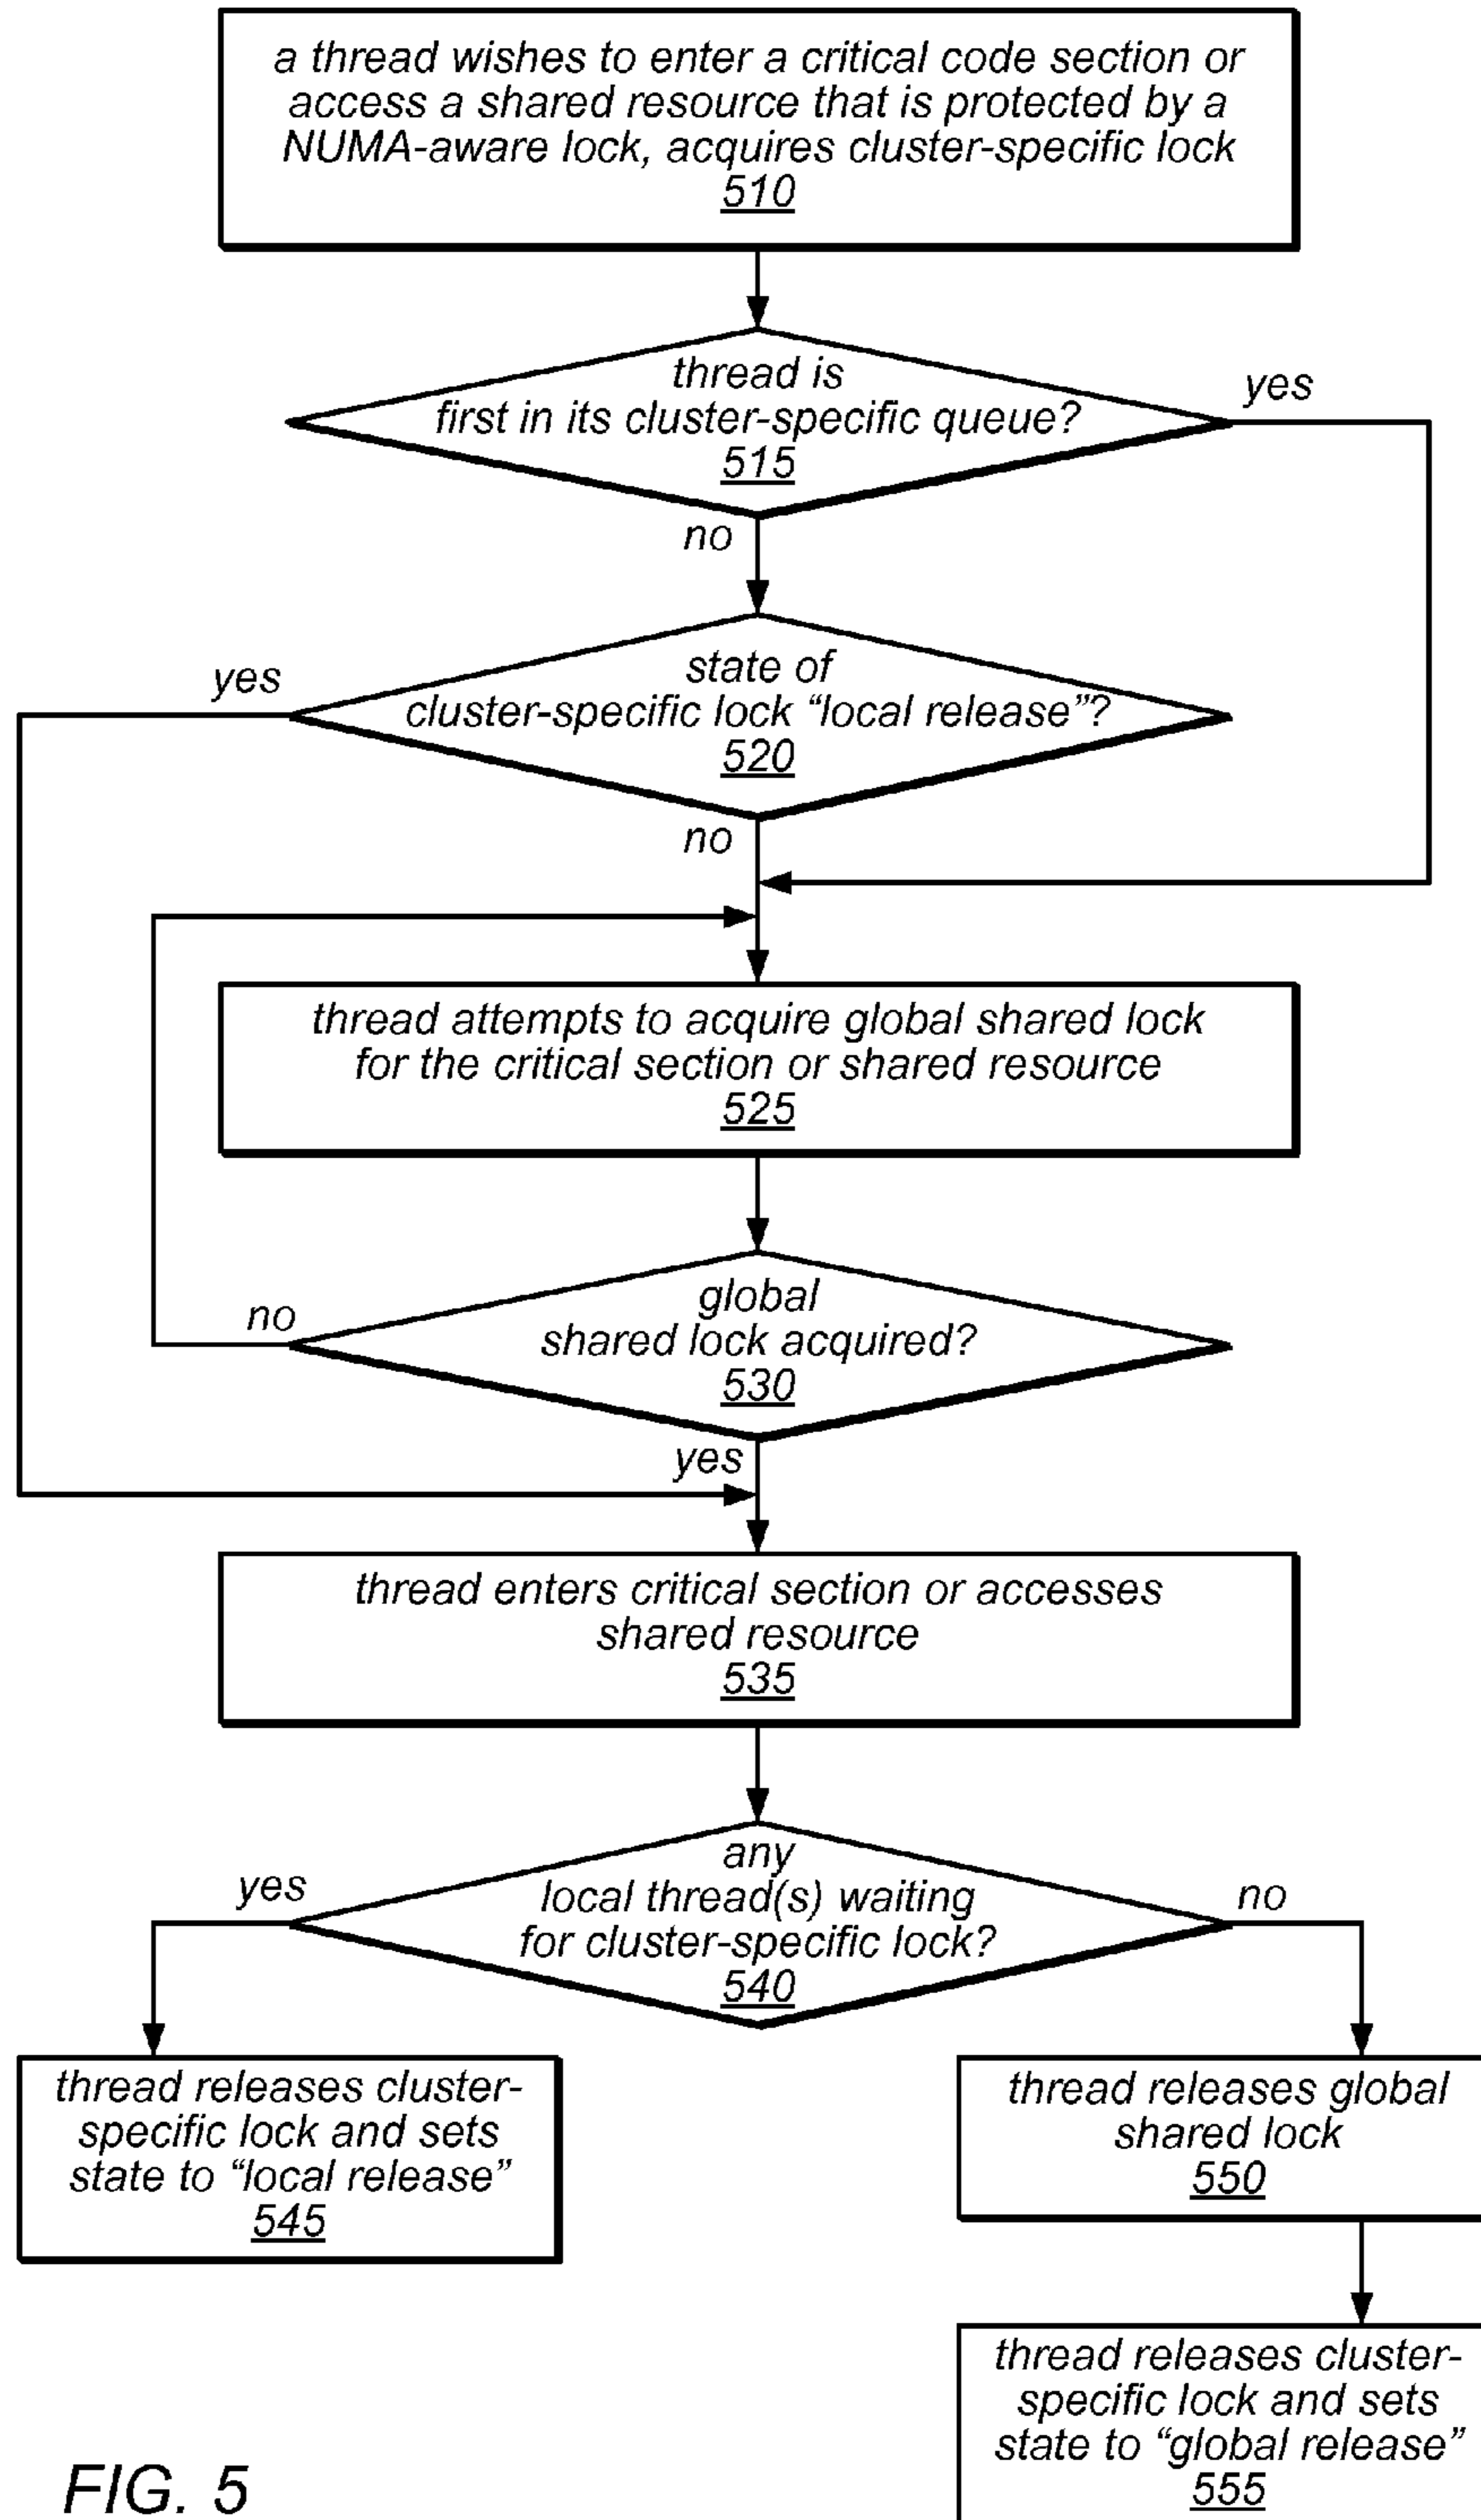 a thread wishes to enter a critical code section or
access a shared resource that is protected by a
NUMA-aware lock, acquires cluster-specific lock
510
thread is
first in its cluster-specific queue?
515
yes
no
state of
cluster-specific lock “local release”?
520
yes
no
thread attempts to acquire global shared lock
for the critical section or shared resource
525
global
shared lock acquired?
530
no
yes
thread enters critical section or accesses
shared resource
535
any
local thread(s) waiting
for cluster-specific lock?
540
yes
no
thread releases cluster-
specific lock and sets
state to “local release”
545
thread releases global
shared lock
550
thread releases cluster-
specific lock and sets
state to “global release”
555
FIG. 5